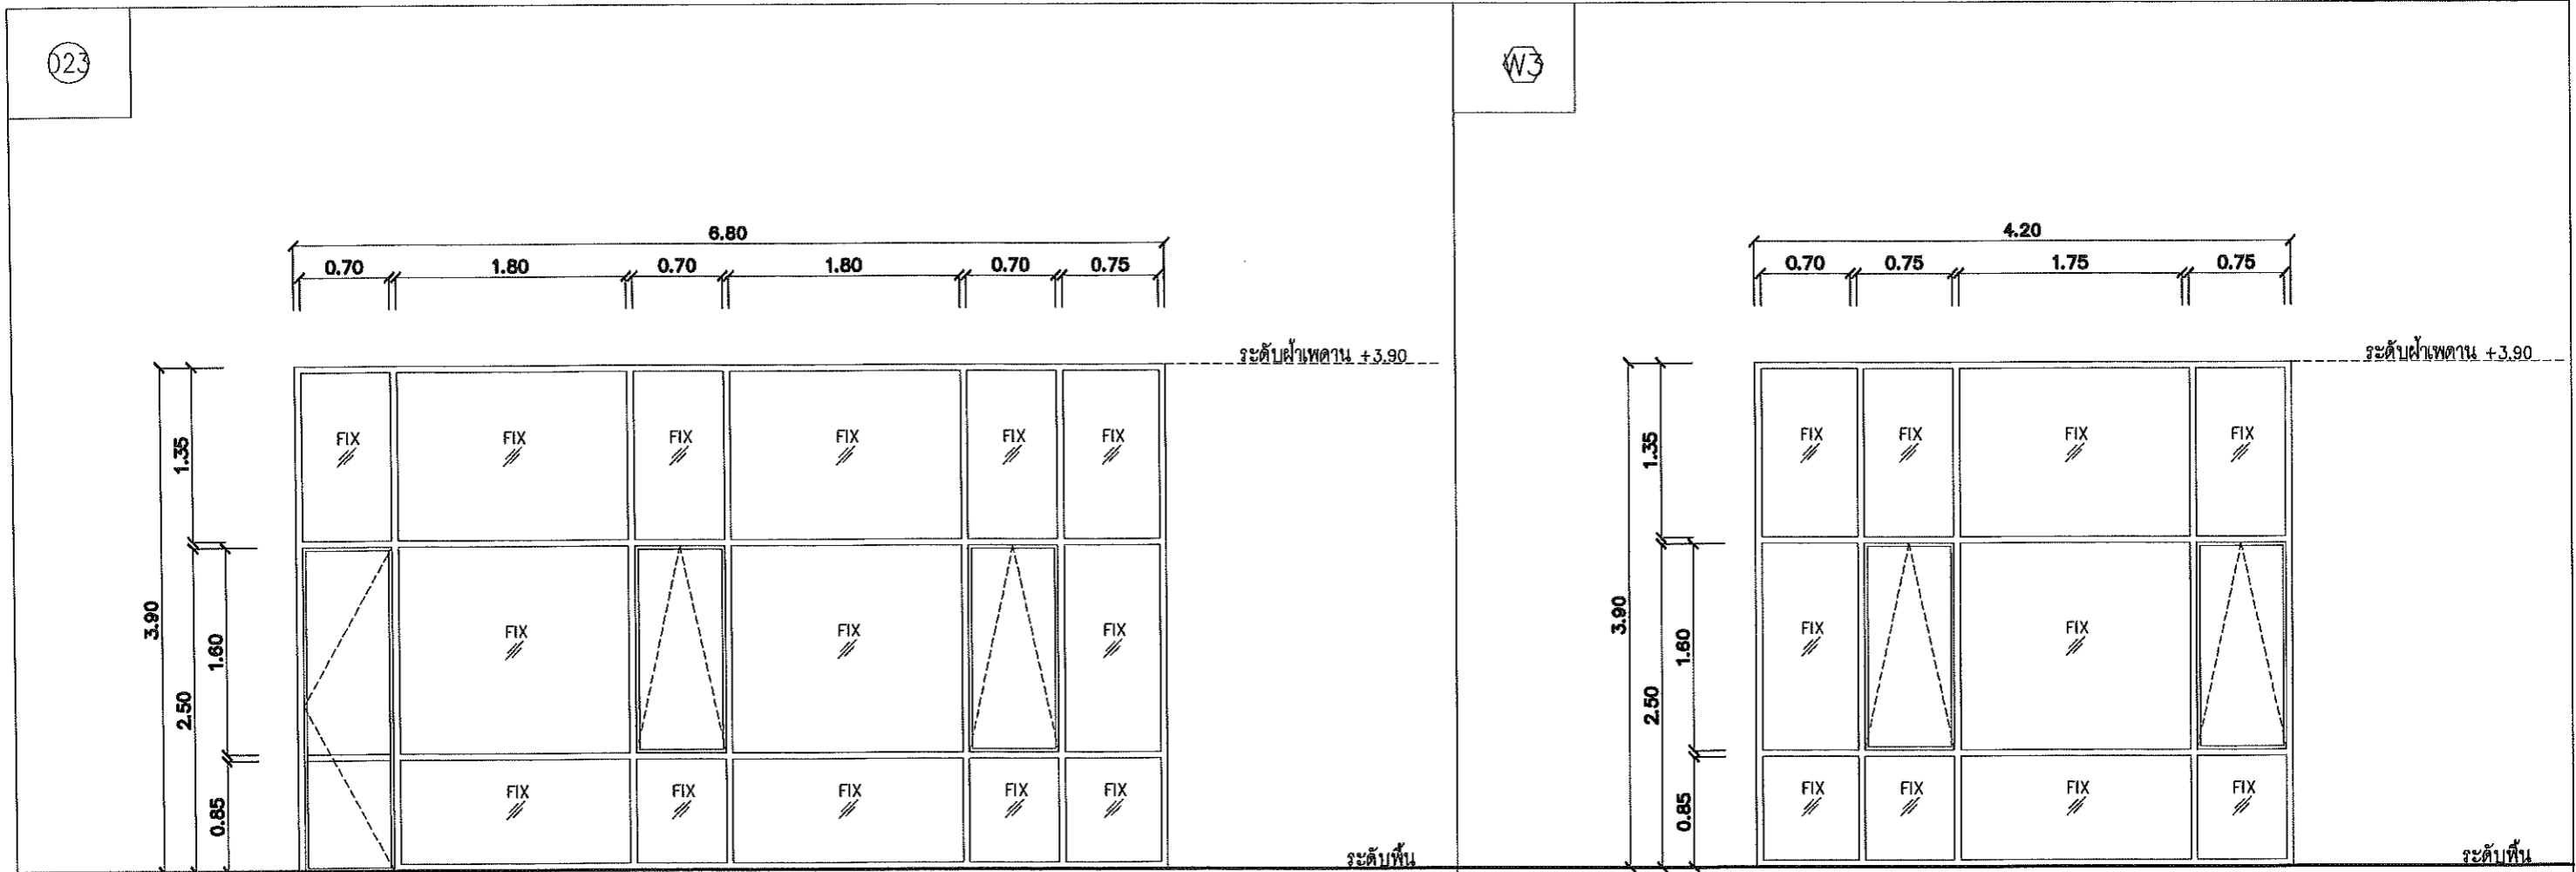 D23
6.80
0.70 1.80 0.70 1.80 0.70 0.75
ระดับฝ้าเพดาน +3.90
3.90
1.35
2.50
1.60
0.85
FIX FIX FIX FIX FIX FIX
FIX FIX FIX
FIX FIX FIX FIX FIX
ระดับพื้น
W3
4.20
0.70 0.75 1.75 0.75
ระดับฝ้าเพดาน +3.90
3.90
1.35
2.50
1.60
0.85
FIX FIX FIX FIX
FIX FIX
FIX FIX FIX FIX
ระดับพื้น